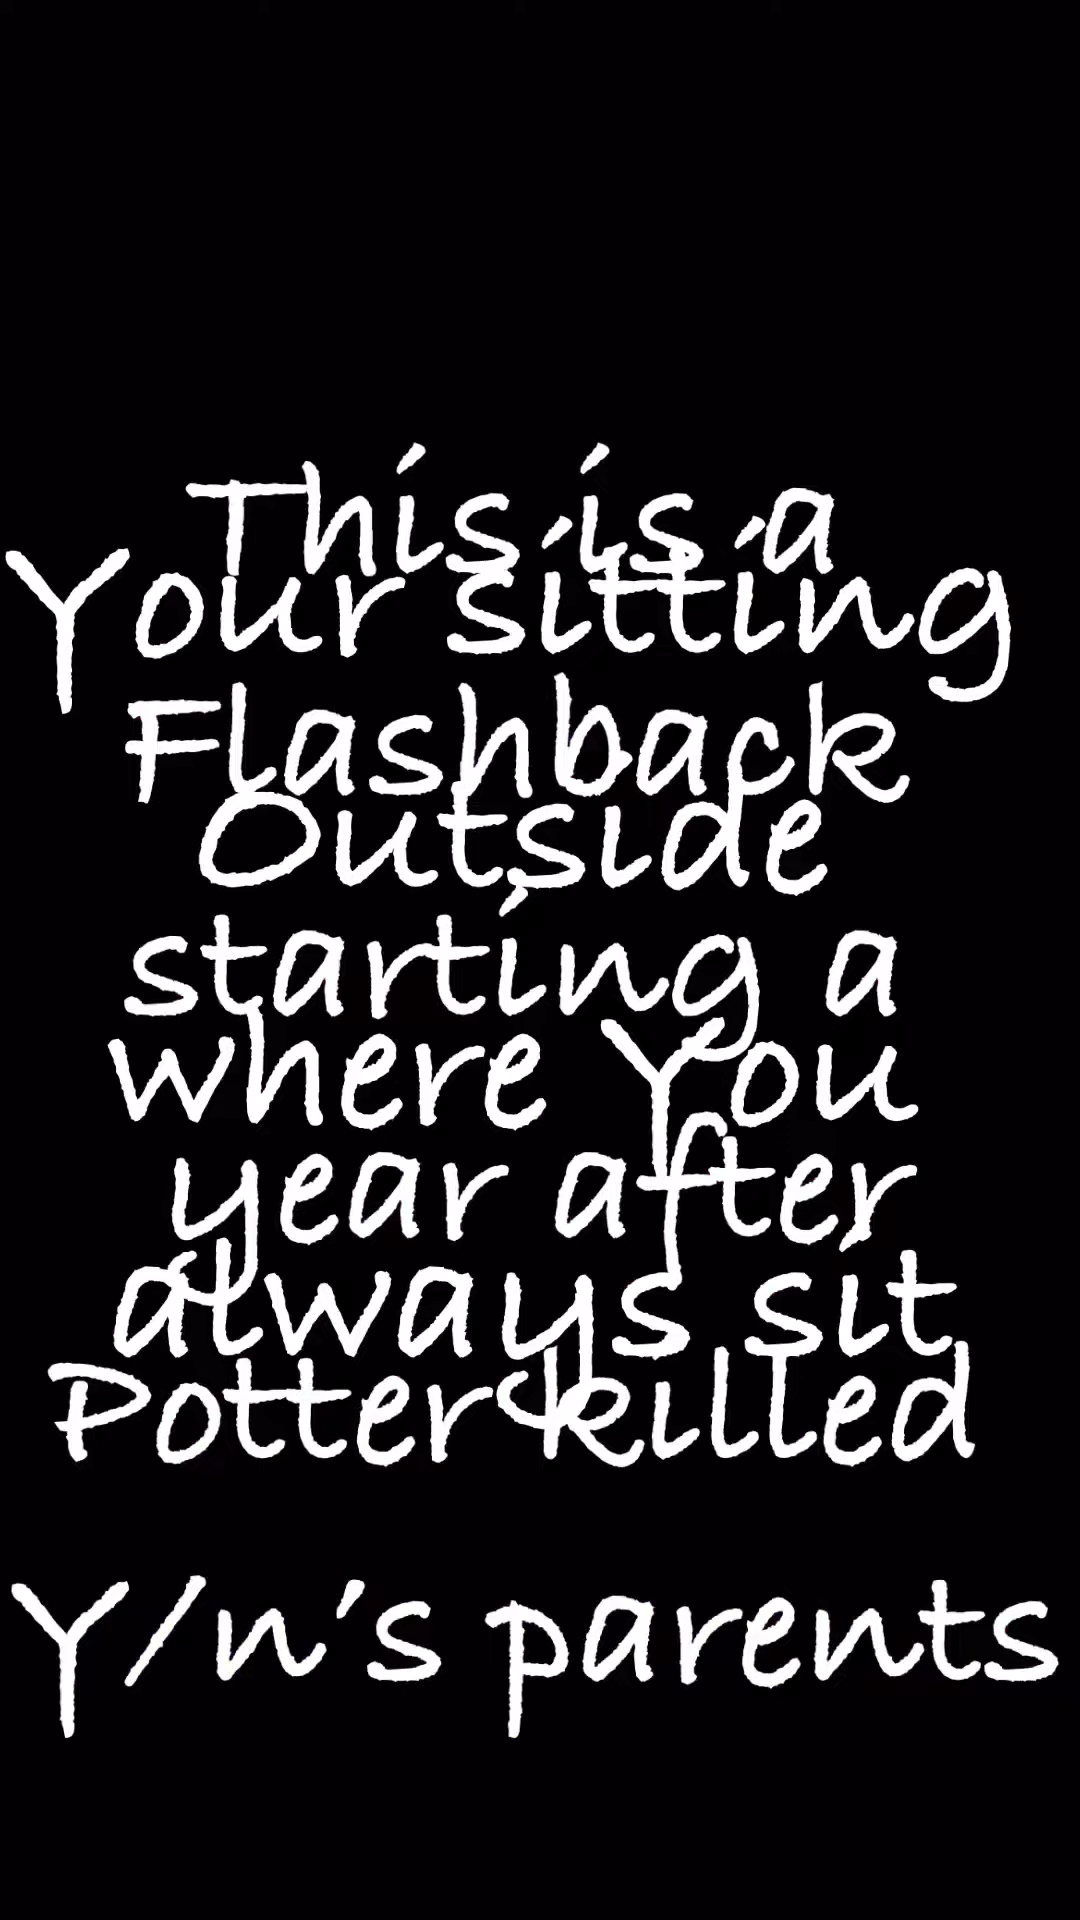 This is a
Your sitting
Flashback
Outside
starting a
where You
year after
always sit
Potter killed
Y/n's parents